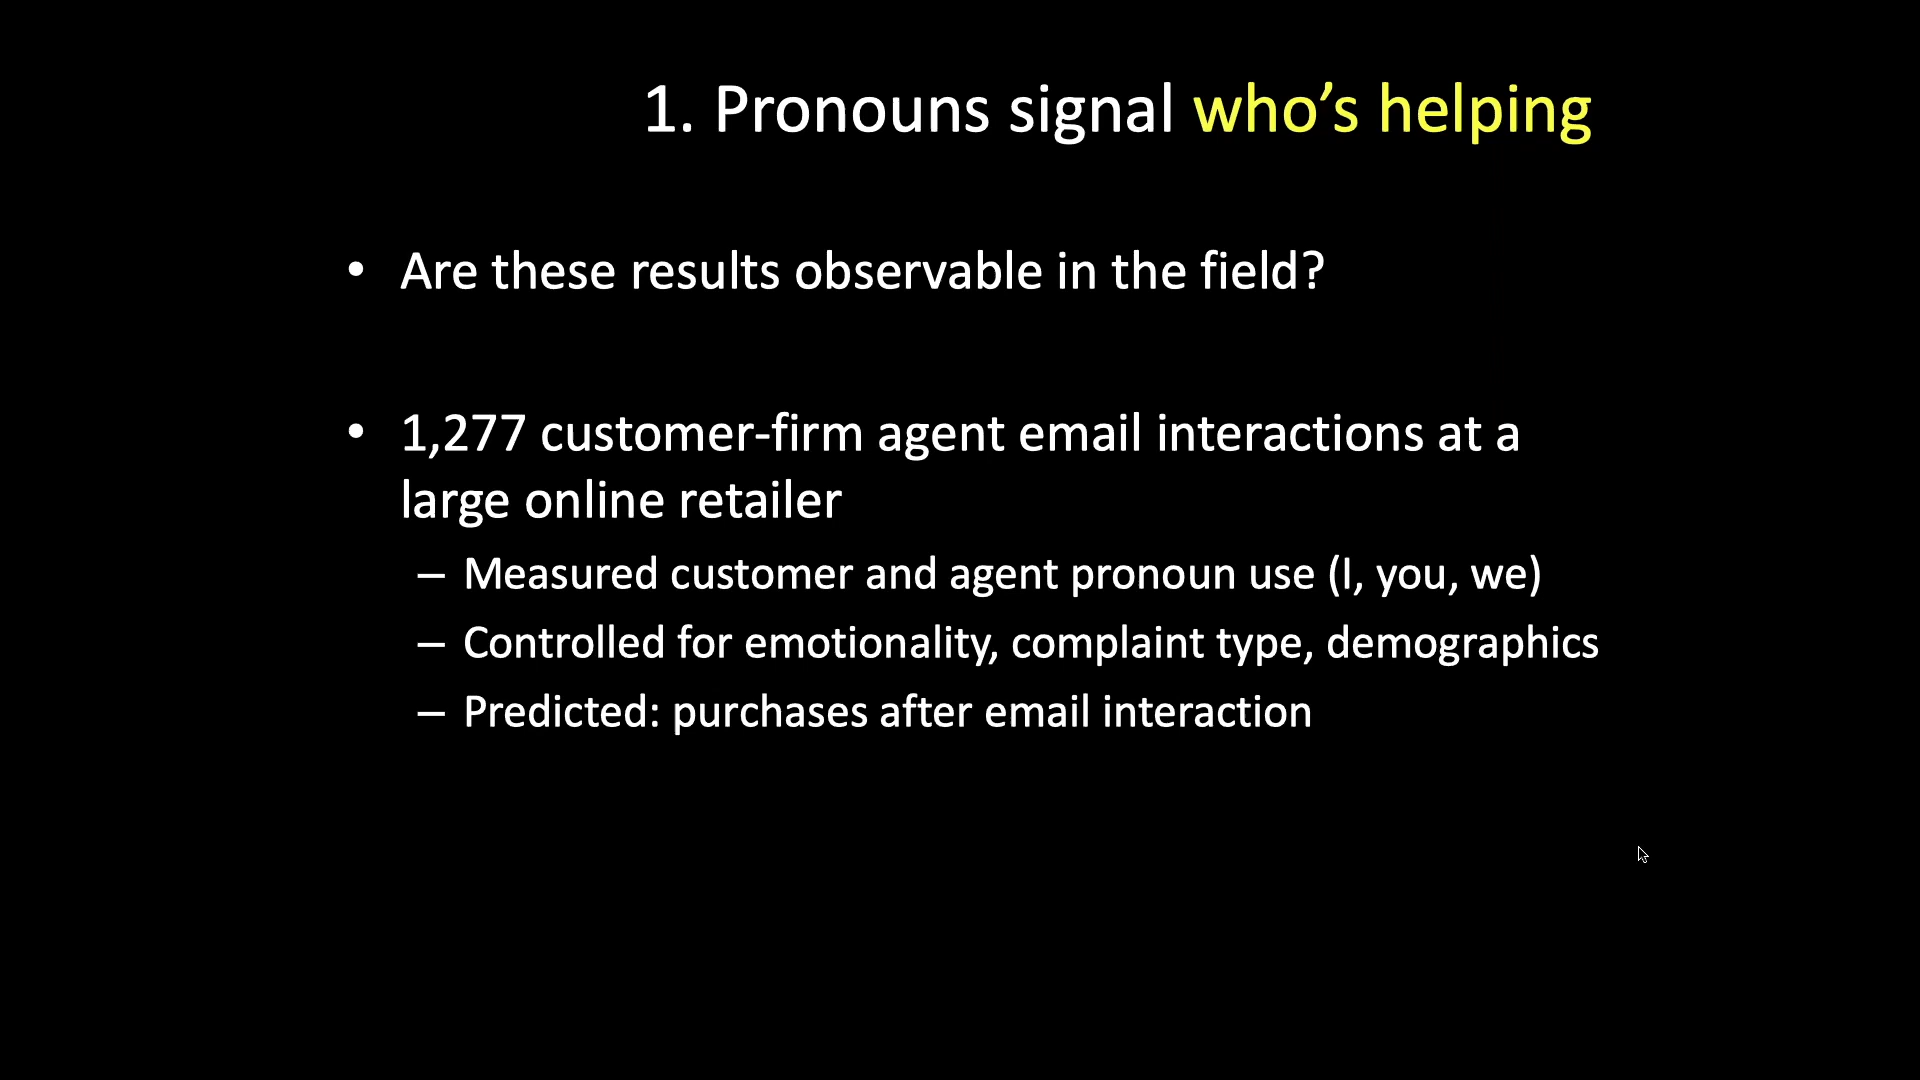 1. Pronouns signal who’s helping
• Are these results observable in the field?
• 1,277 customer-firm agent email interactions at a
large online retailer
– Measured customer and agent pronoun use (I, you, we)
– Controlled for emotionality, complaint type, demographics
– Predicted: purchases after email interaction